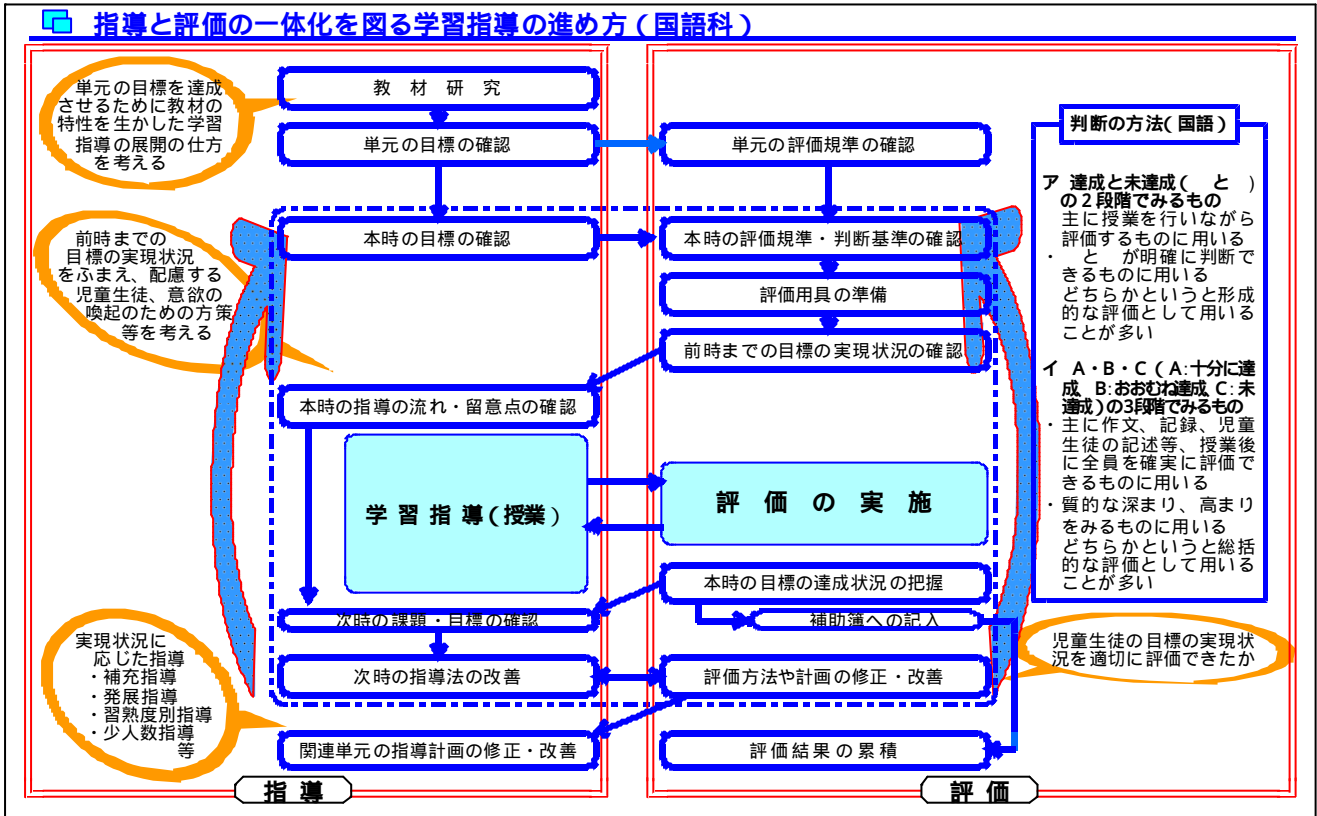 指導と評価の一体化を図る学習指導の進め方(国語科)
単元の目標を達成
させるために教材の
特性を生かした学習
指導の展開の仕方
を考える
教材研究
単元の目標の確認
単元の評価規準の確認
前時までの
目標の実現状況
をふまえ、配慮する
児童生徒、意欲の
喚起のための方策
等を考える
本時の目標の確認
本時の評価規準・判断基準の確認
評価用具の準備
前時までの目標の実現状況の確認
本時の指導の流れ・留意点の確認
学習指導(授業)
評価の実施
本時の目標の達成状況の把握
次時の課題・目標の確認
補助簿への記入
次時の指導法の改善
評価方法や計画の修正・改善
関連単元の指導計画の修正・改善
評価結果の累積
実現状況に
応じた指導
・補充指導
・発展指導
・習熟度別指導
・少人数指導
等
児童生徒の目標の実現状
況を適切に評価できたか
判断の方法(国語)
ア 達成と未達成( と )
の2段階でみるもの
主に授業を行いながら
評価するものに用いる
・ と が明確に判断で
きるものに用いる
どちらかというと形成
的な評価として用いる
ことが多い
イ A・B・C(A:十分に達
成、B:おおむね達成、C:未
達成)の3段階でみるもの
・主に作文、記録、児童
生徒の記述等、授業後
に全員を確実に評価で
きるものに用いる
・質的な深まり、高まり
をみるものに用いる
どちらかというと総括
的な評価として用いる
ことが多い
指導
評価